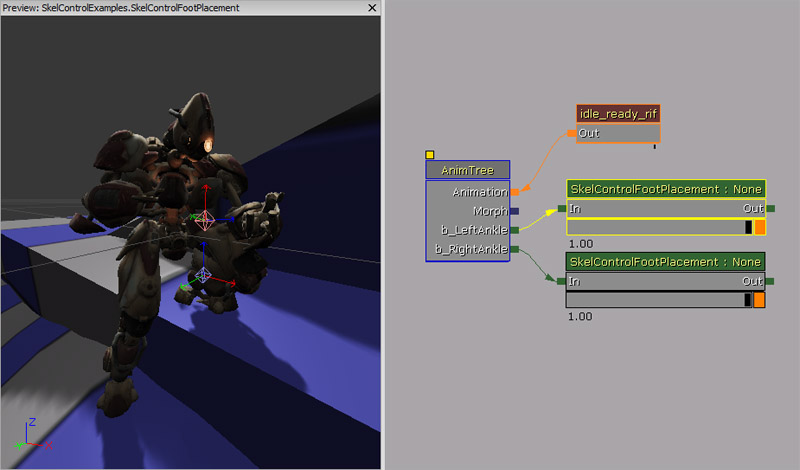 Preview: SkelControlExamples.SkelControlFootPlacement
idle_ready_rif
Out
AnimTree
Animation
Morph
b_LeftAnkle
b_RightAnkle
SkelControlFootPlacement : None
In Out
1.00
SkelControlFootPlacement : None
In Out
1.00
Z